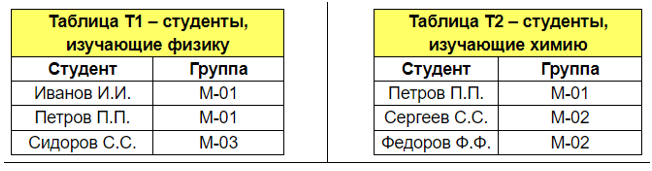 Таблица Т1 – студенты,
изучающие физику
Студент Группа
Иванов И.И. М-01
Петров П.П. М-01
Сидоров С.С. М-03
Таблица Т2 – студенты,
изучающие химию
Студент Группа
Петров П.П. М-01
Сергеев С.С. М-02
Федоров Ф.Ф. М-02